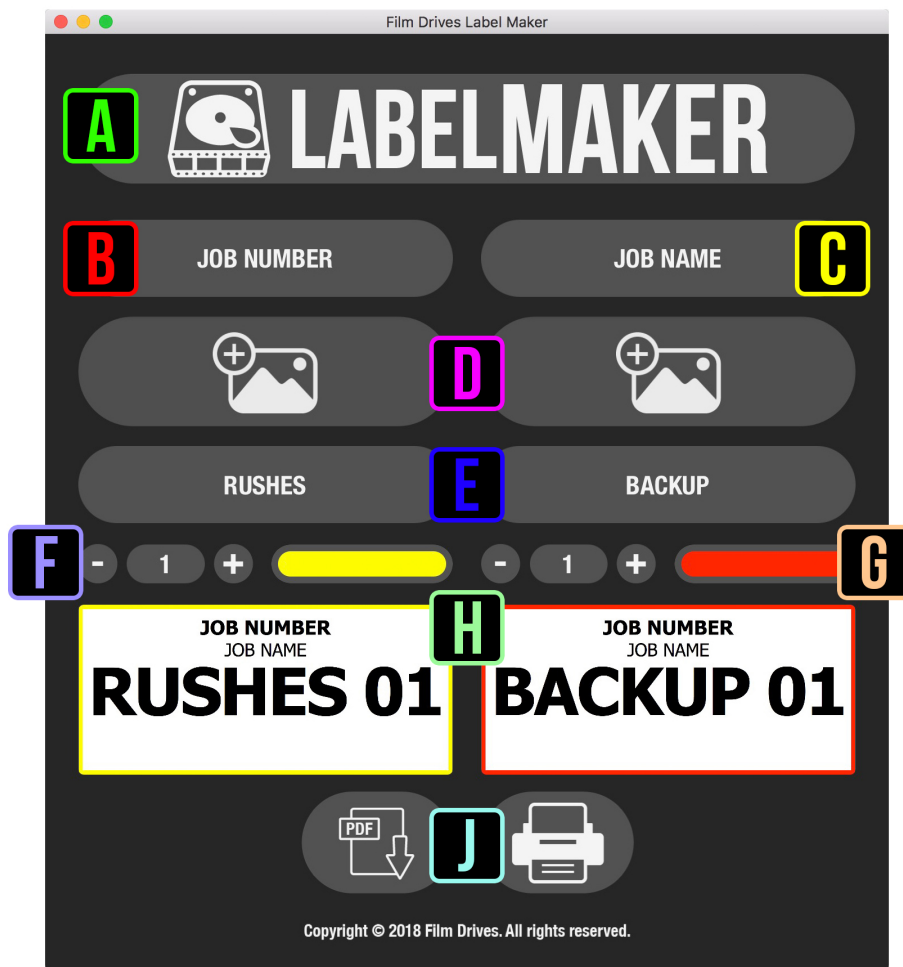 Film Drives Label Maker
A LABELMAKER
B JOB NUMBER JOB NAME C
D
RUSHES E BACKUP
F - 1 + - 1 + G
H
JOB NUMBER JOB NUMBER
JOB NAME JOB NAME
RUSHES 01 BACKUP 01
PDF J
Copyright © 2018 Film Drives. All rights reserved.